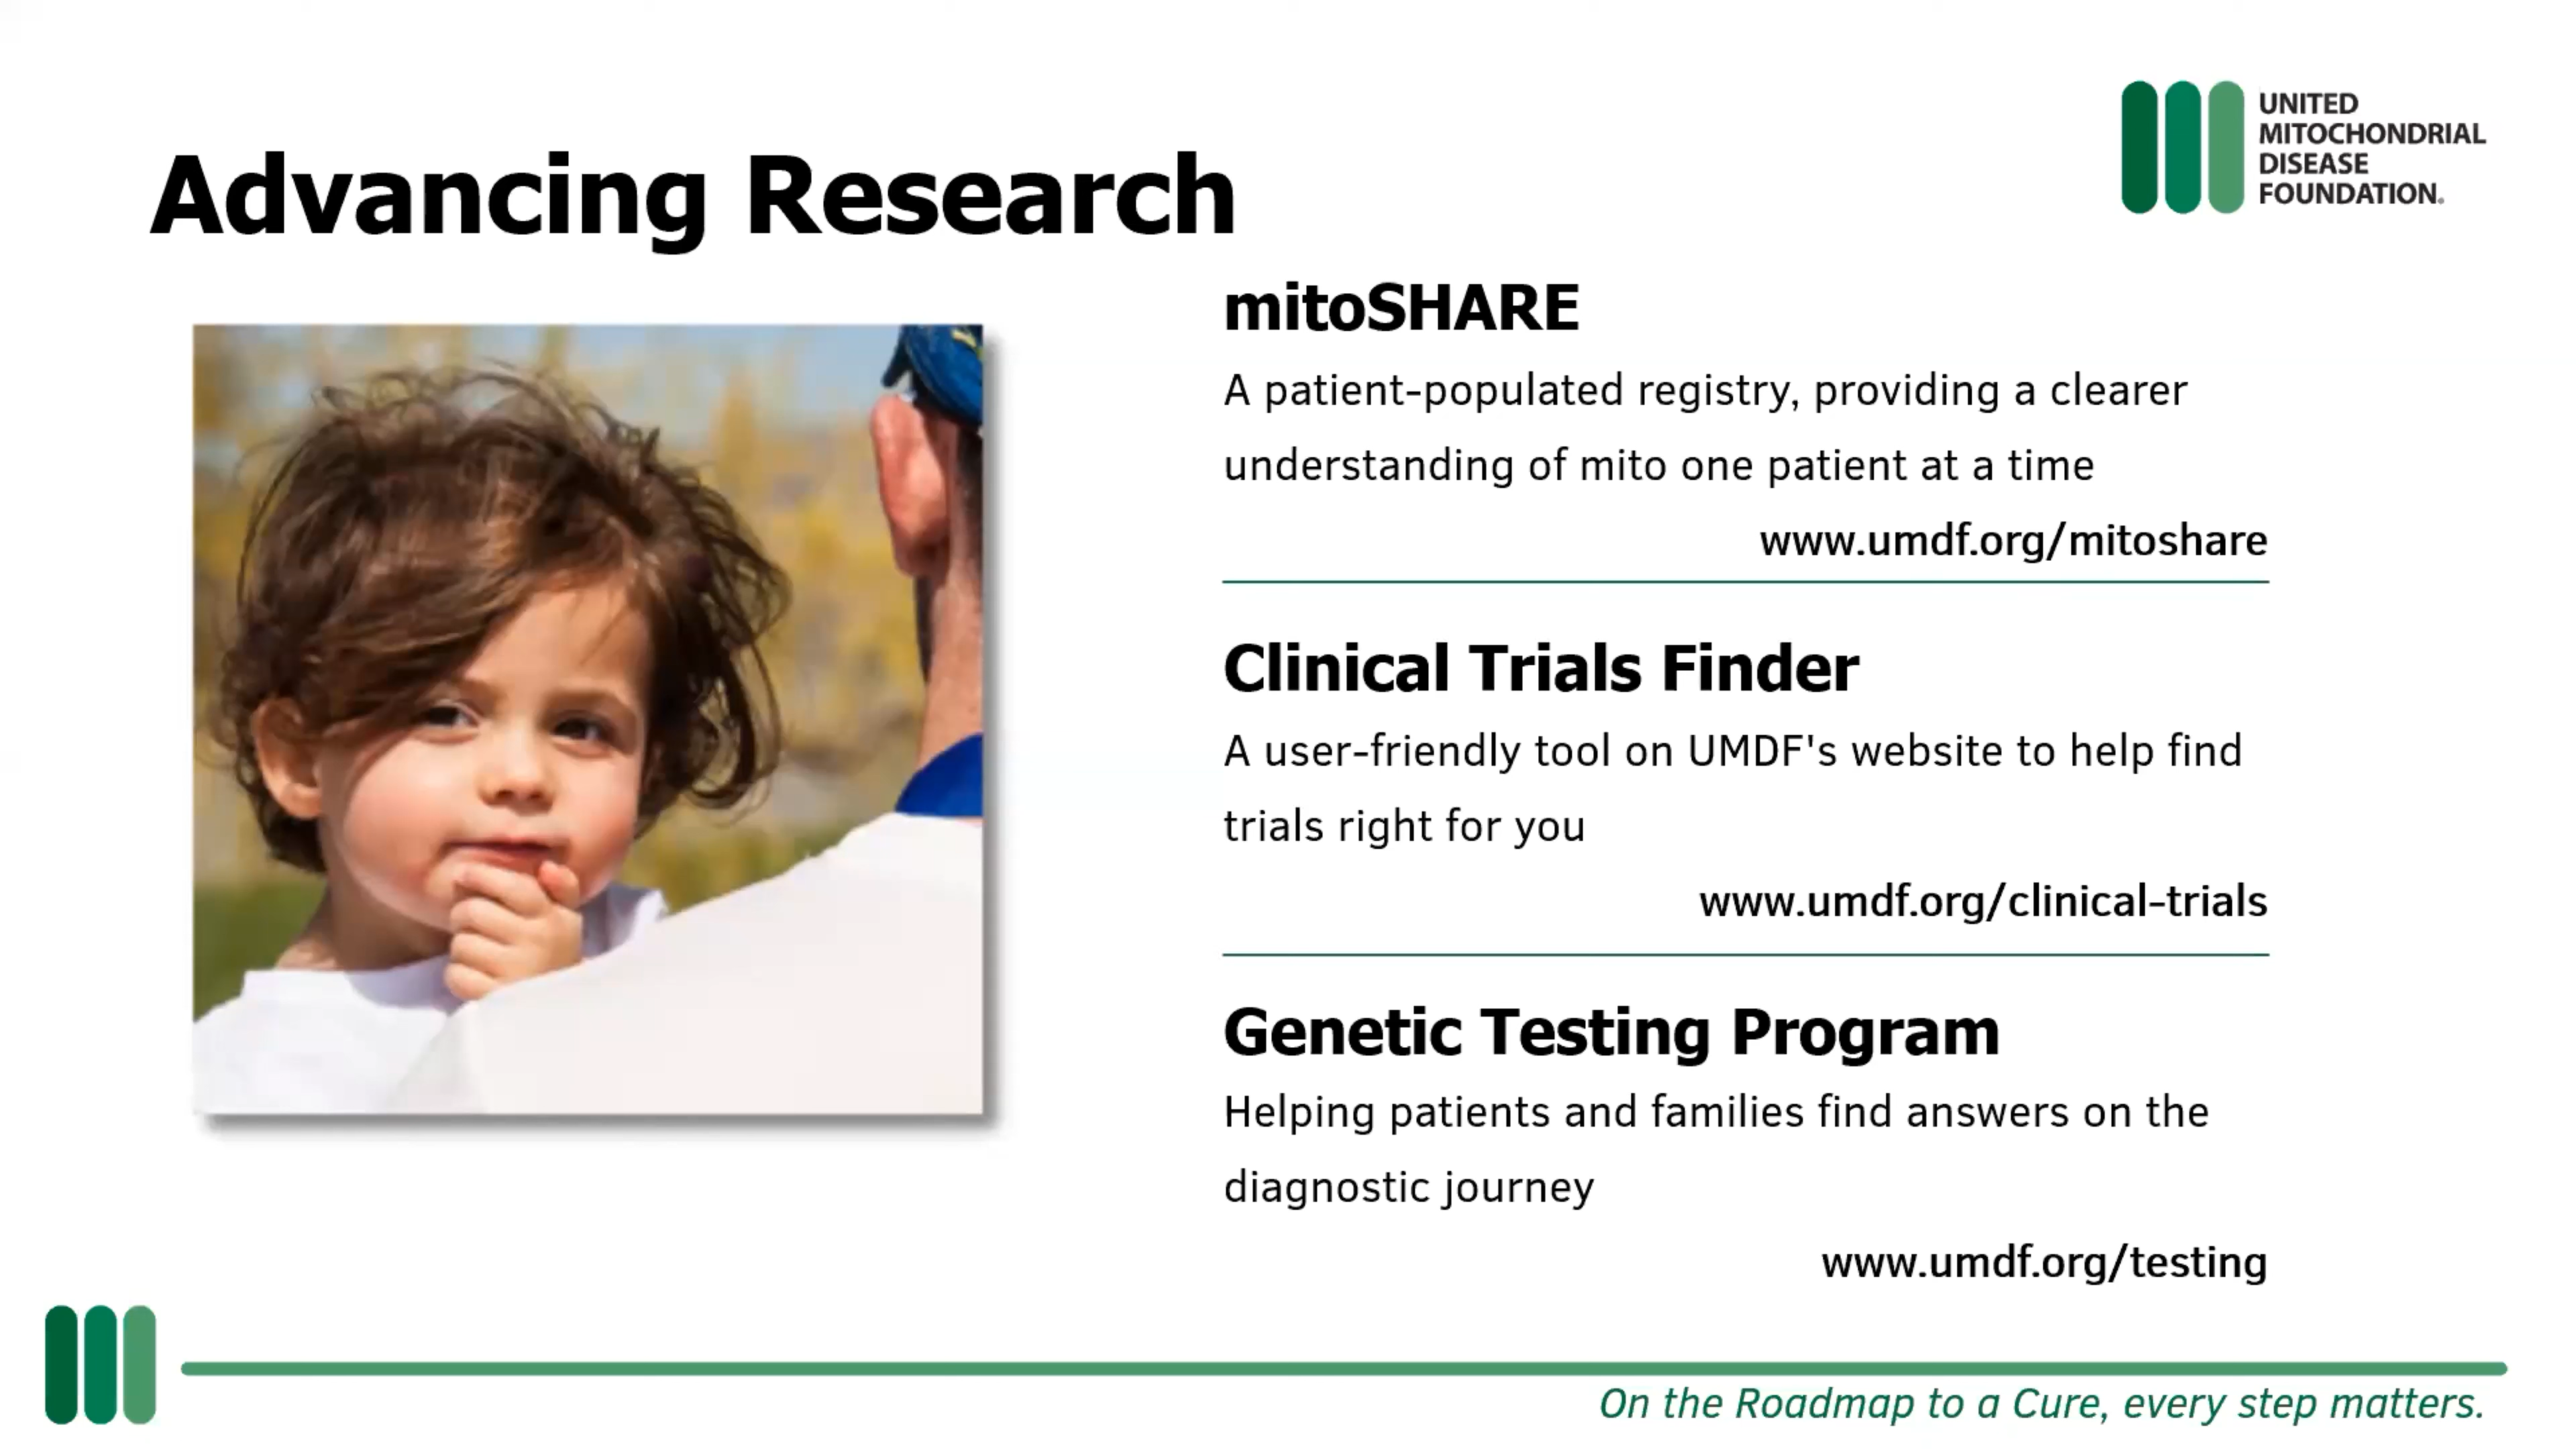 UNITED
MITOCHONDRIAL
DISEASE
FOUNDATION.
Advancing Research
mitoSHARE
A patient-populated registry, providing a clearer
understanding of mito one patient at a time
www.umdf.org/mitoshare
Clinical Trials Finder
A user-friendly tool on UMDF's website to help find
trials right for you
www.umdf.org/clinical-trials
Genetic Testing Program
Helping patients and families find answers on the
diagnostic journey
www.umdf.org/testing
On the Roadmap to a Cure, every step matters.